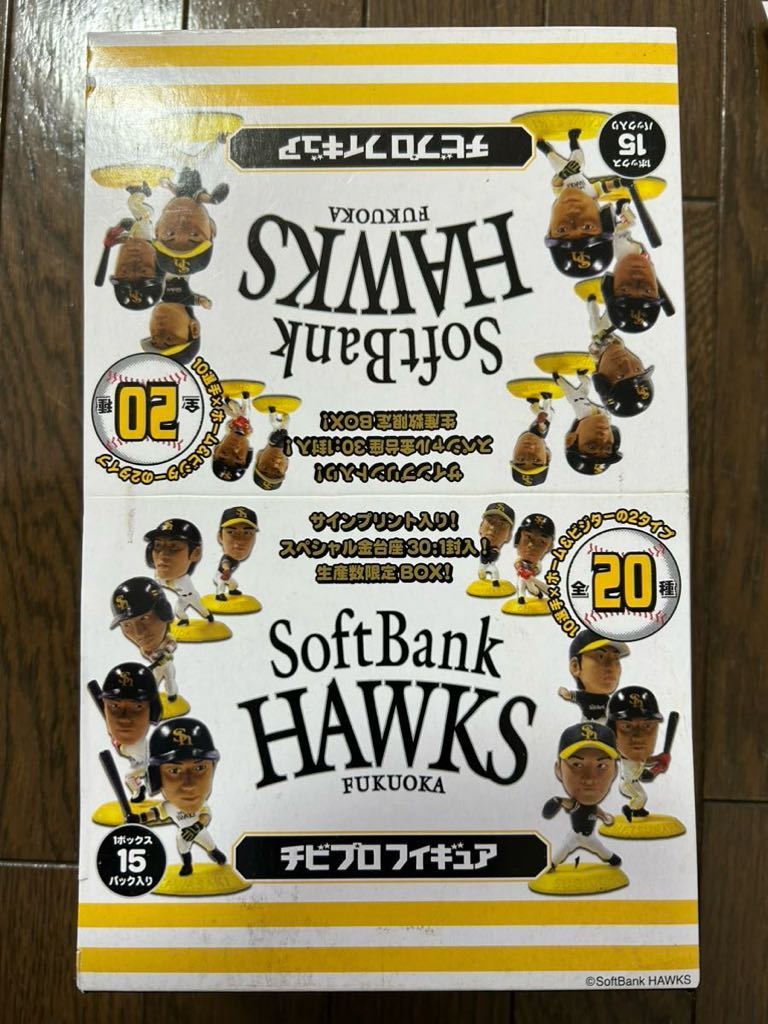 チビプロフィギュア
1ボックス
15
パック入り
FUKUOKA
HAWKS
SoftBank
全20種
10選手×ホーム&ビジターの2タイプ
サインプリント入り!
スペシャル金台座30:1封入!
生産数限定BOX!
サインプリント入り!
スペシャル金台座30:1封入!
生産数限定BOX!
10選手×ホーム&ビジターの2タイプ
全20種
SoftBank
HAWKS
FUKUOKA
1ボックス
15
パック入り
チビプロフィギュア
©SoftBank HAWKS